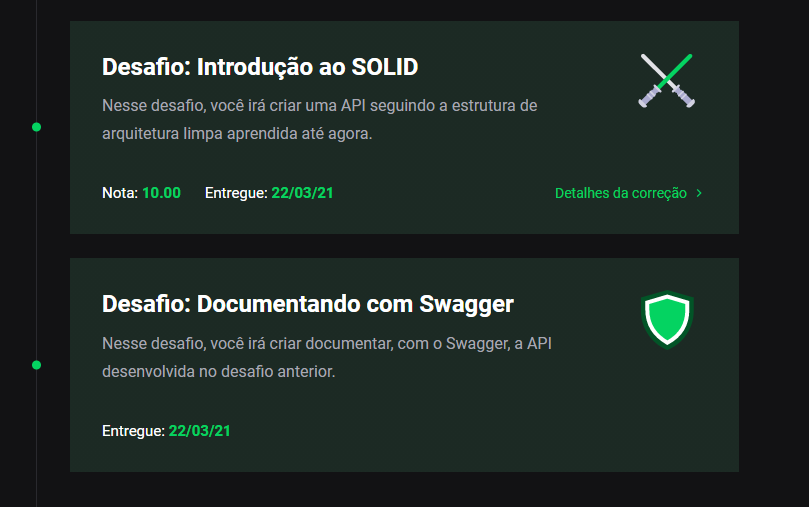 Desafio: Introdução ao SOLID
Nesse desafio, você irá criar uma API seguindo a estrutura de
arquitetura limpa aprendida até agora.
Nota: 10.00 Entregue: 22/03/21 Detalhes da correção
Desafio: Documentando com Swagger
Nesse desafio, você irá criar documentar, com o Swagger, a API
desenvolvida no desafio anterior.
Entregue: 22/03/21